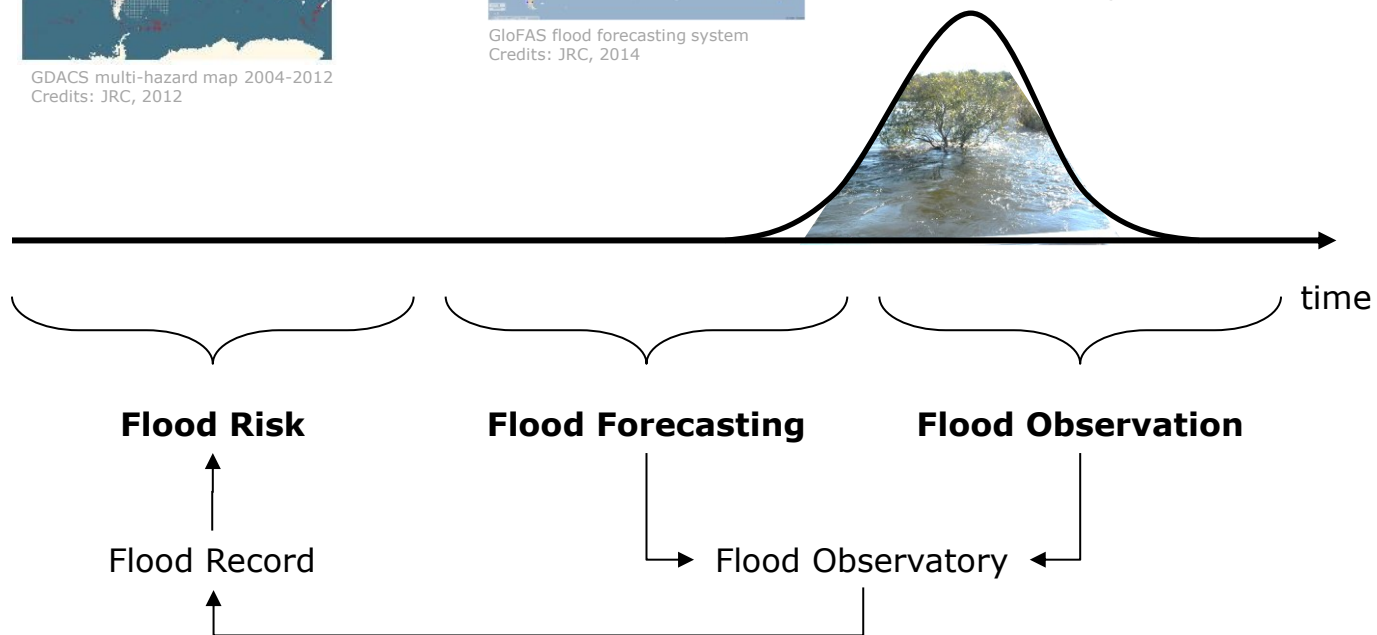 GDACS multi-hazard map 2004-2012
Credits: JRC, 2012
GloFAS flood forecasting system
Credits: JRC, 2014
time
Flood Risk
Flood Forecasting
Flood Observation
Flood Record
Flood Observatory